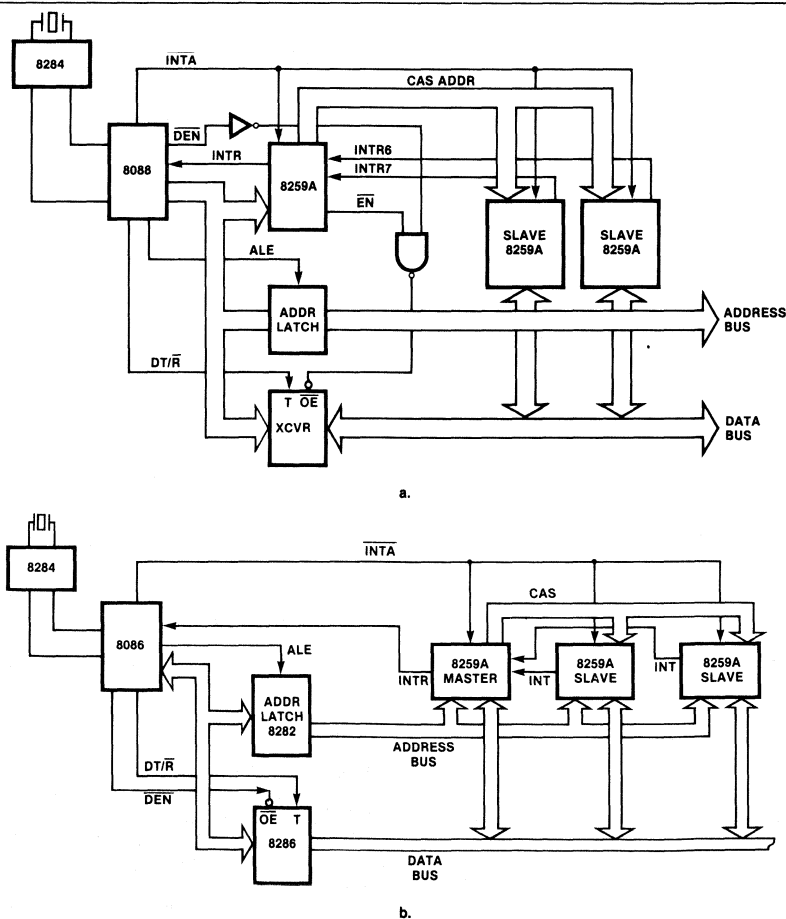 8284
INTA
CAS ADDR
DEN
INTR
8088
8259A
INTR6
INTR7
EN
SLAVE
8259A
SLAVE
8259A
ALE
ADDR
LATCH
ADDRESS
BUS
DT/R
T OE
XCVR
DATA
BUS
a.
8284
INTA
CAS
8086
ALE
INTR
8259A
MASTER
INT
8259A
SLAVE
INT
8259A
SLAVE
ADDR
LATCH
8282
ADDRESS
BUS
DT/R
DEN
OE T
8286
DATA
BUS
b.